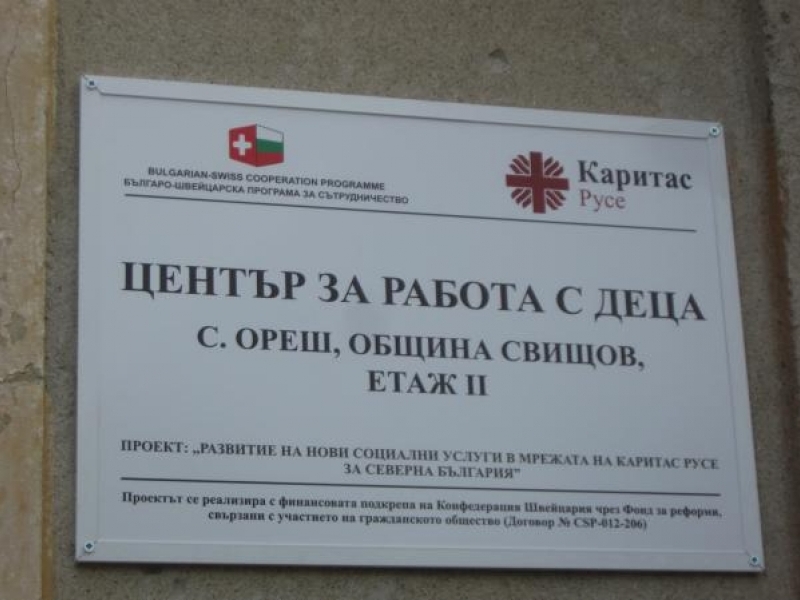 BULGARIAN-SWISS COOPERATION PROGRAMME
БЪЛГАРО-ШВЕЙЦАРСКА ПРОГРАМА ЗА СЪТРУДНИЧЕСТВО
Каритас
Русе
ЦЕНТЪР ЗА РАБОТА С ДЕЦА
С. ОРЕШ, ОБЩИНА СВИЩОВ,
ЕТАЖ II
ПРОЕКТ: „РАЗВИТИЕ НА НОВИ СОЦИАЛНИ УСЛУГИ В МРЕЖАТА НА КАРИТАС РУСЕ
ЗА СЕВЕРНА БЪЛГАРИЯ”
Проектът се реализира с финансовата подкрепа на Конфедерация Швейцария чрез Фонд за реформи,
свързани с участието на гражданското общество (Договор № CSP-012-206)